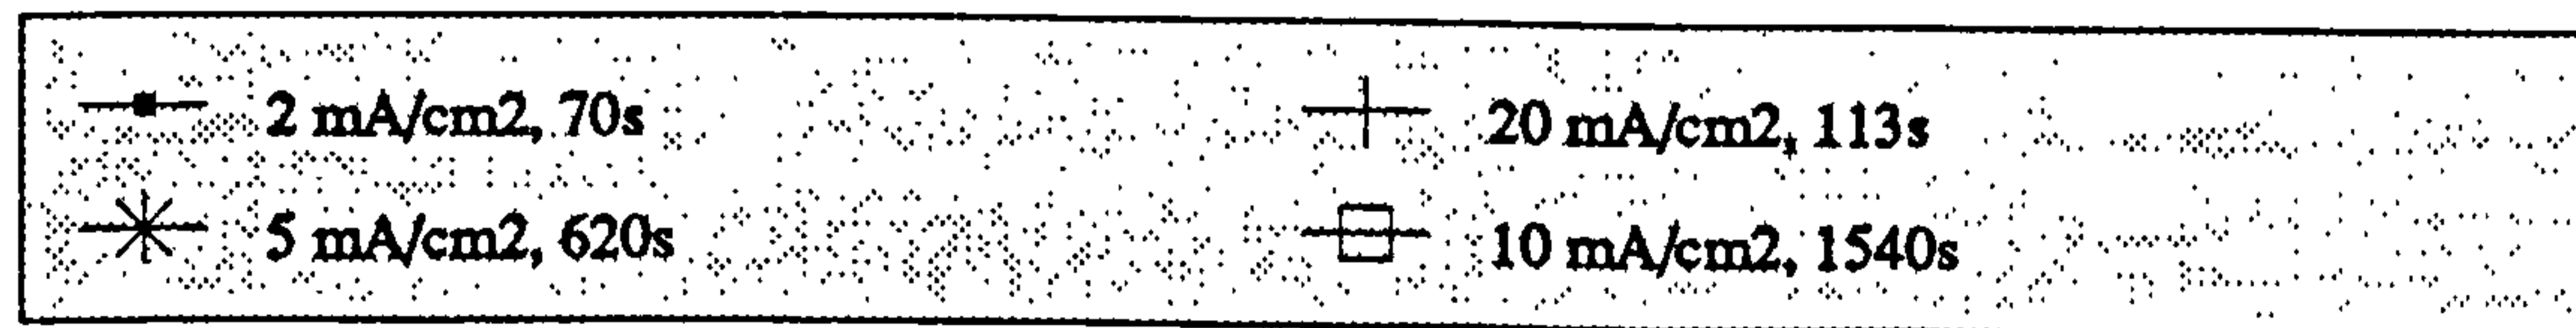 2 mA/cm2, 70s
20 mA/cm2, 113s
5 mA/cm2, 620s
10 mA/cm2, 1540s